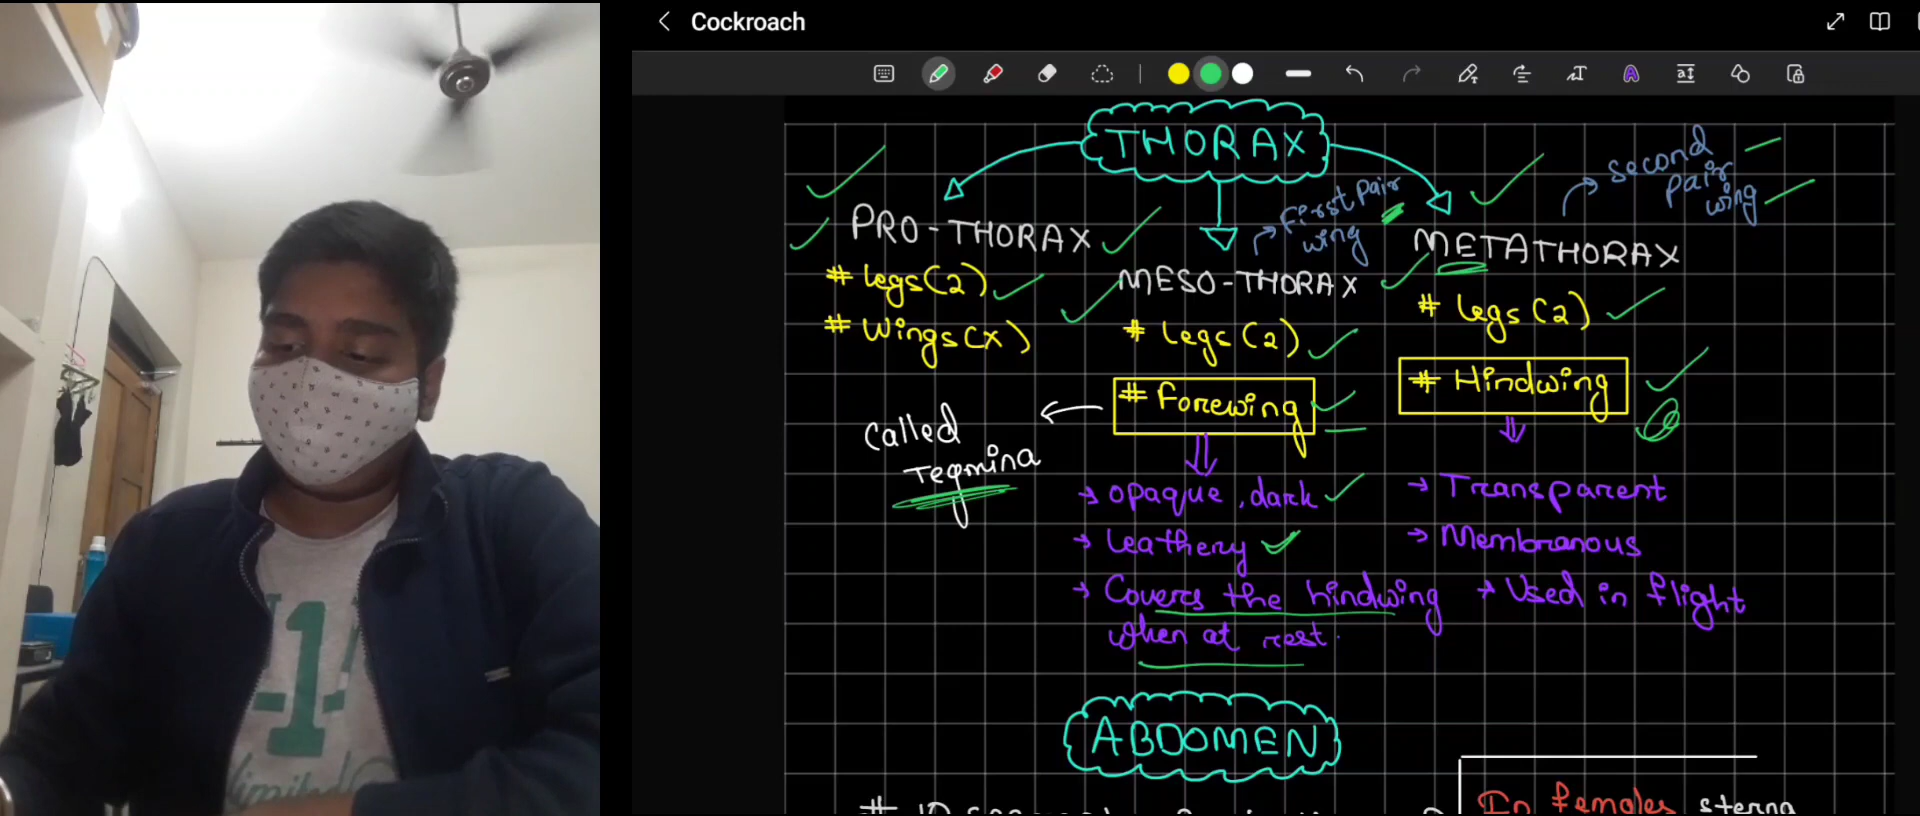 Cockroach
THORAX
second
pair
wing
First pair
wing
PRO-THORAX
# Legs(2)
# Wings(x)
MESO-THORAX
# Legs(2)
# Forewing
METATHORAX
# Legs(2)
# Hindwing
Called
Tegmina
→ opaque, dark
→ Leathery
→ Covers the hindwing
when at rest.
→ Transparent
→ Membranous
→ Used in flight
ABDOMEN
In females sterna
1